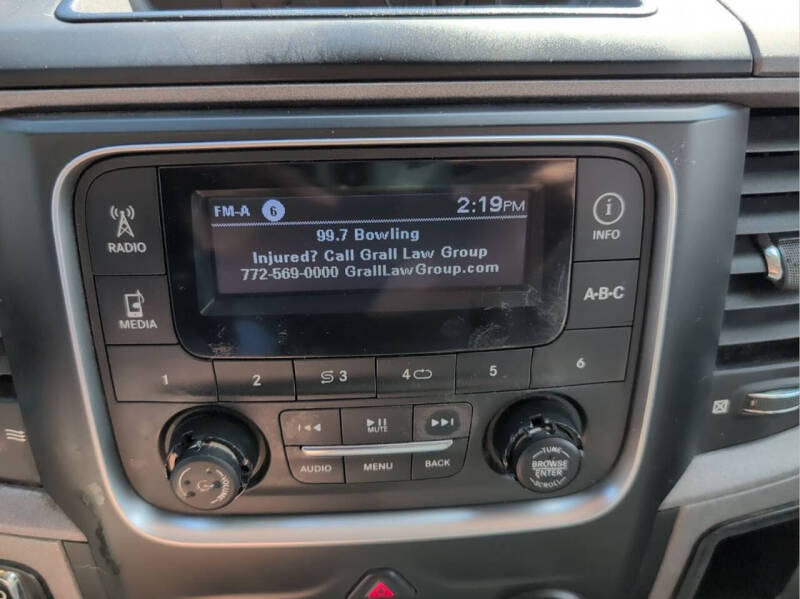 FM-A 6 2:19PM
99.7 Bowling
Injured? Call Grall Law Group
772-569-0000 GrallLawGroup.com
RADIO
INFO
MEDIA
A-B-C
1 2 3 4 5 6
MUTE
AUDIO MENU BACK
TUNE
BROWSE
ENTER
SCROLL